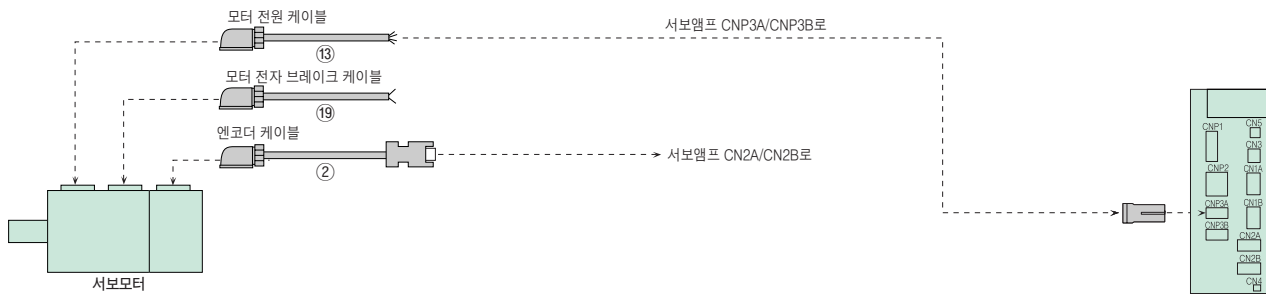 모터 전원 케이블
⑬
서보앰프 CNP3A/CNP3B로
모터 전자 브레이크 케이블
⑲
엔코더 케이블
②
서보앰프 CN2A/CN2B로
서보모터
CNP1
CN5
CN3
CNP2
CN1A
CNP3A
CN1B
CNP3B
CN2A
CN2B
CN4